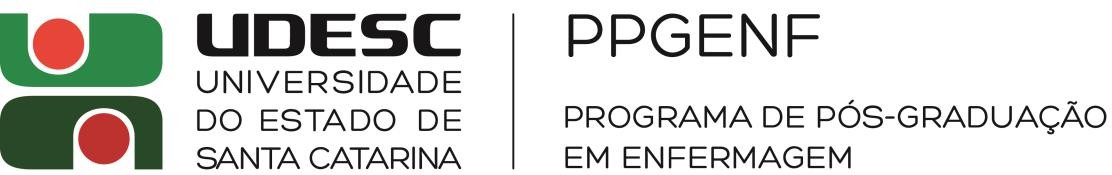 UDESC
UNIVERSIDADE
DO ESTADO DE
SANTA CATARINA
PPGENF
PROGRAMA DE PÓS-GRADUAÇÃO
EM ENFERMAGEM